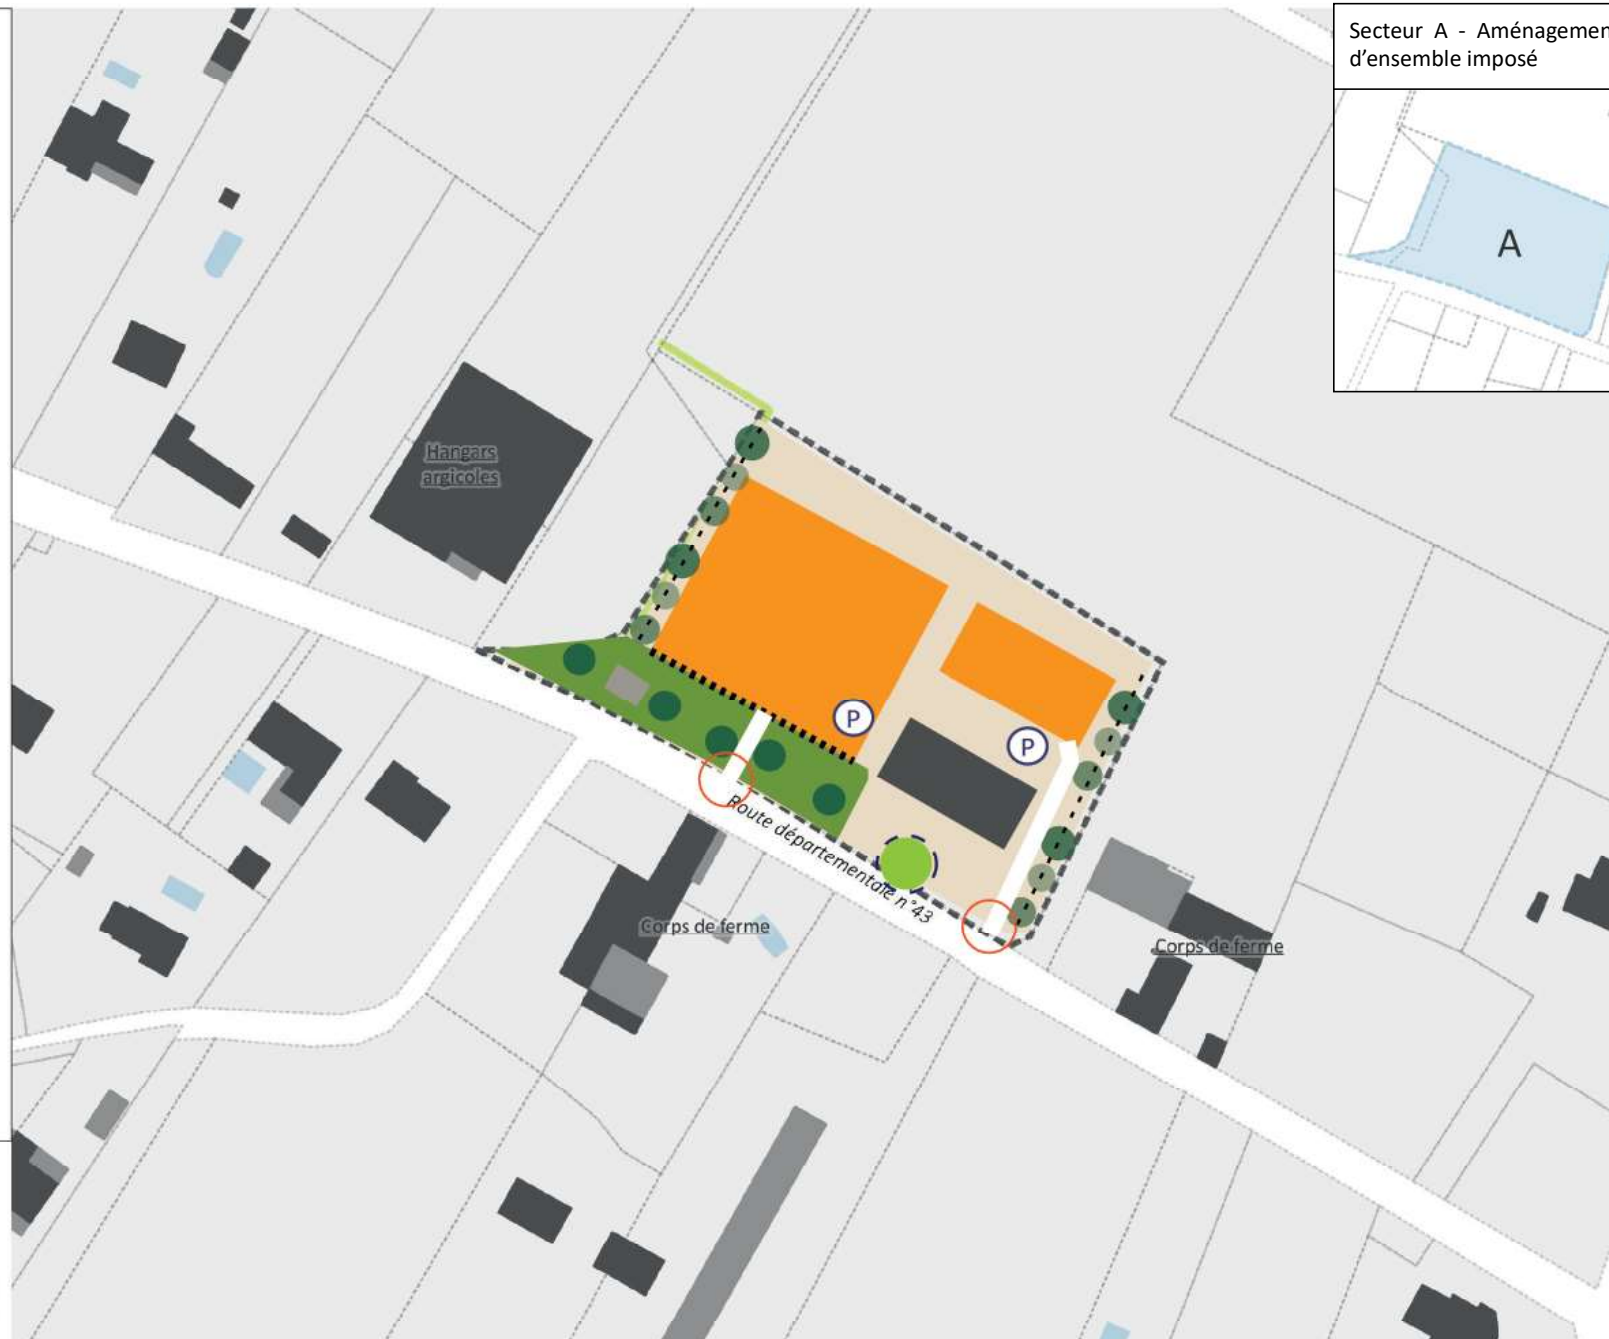 Secteur A - Aménagemen
d'ensemble imposé
A
Hangars
argicoles
P
P
Route départementale n°43
Corps de ferme
Corps de ferme